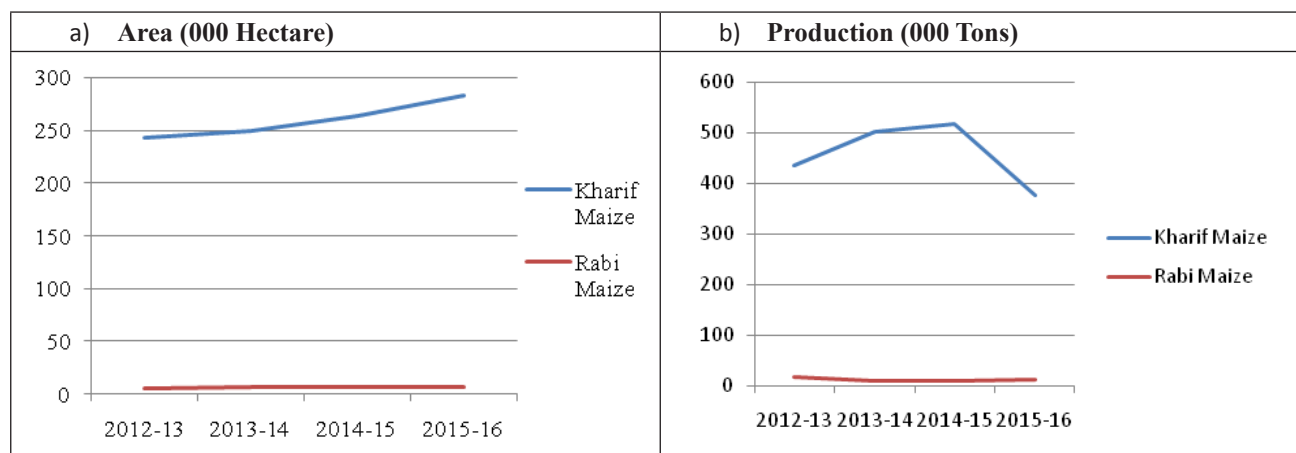 a) Area (000 Hectare)
300
250
200
150
100
50
0
2012-13 2013-14 2014-15 2015-16
Kharif
Maize
Rabi
Maize
b) Production (000 Tons)
600
500
400
300
200
100
0
2012-13 2013-14 2014-15 2015-16
Kharif Maize
Rabi Maize